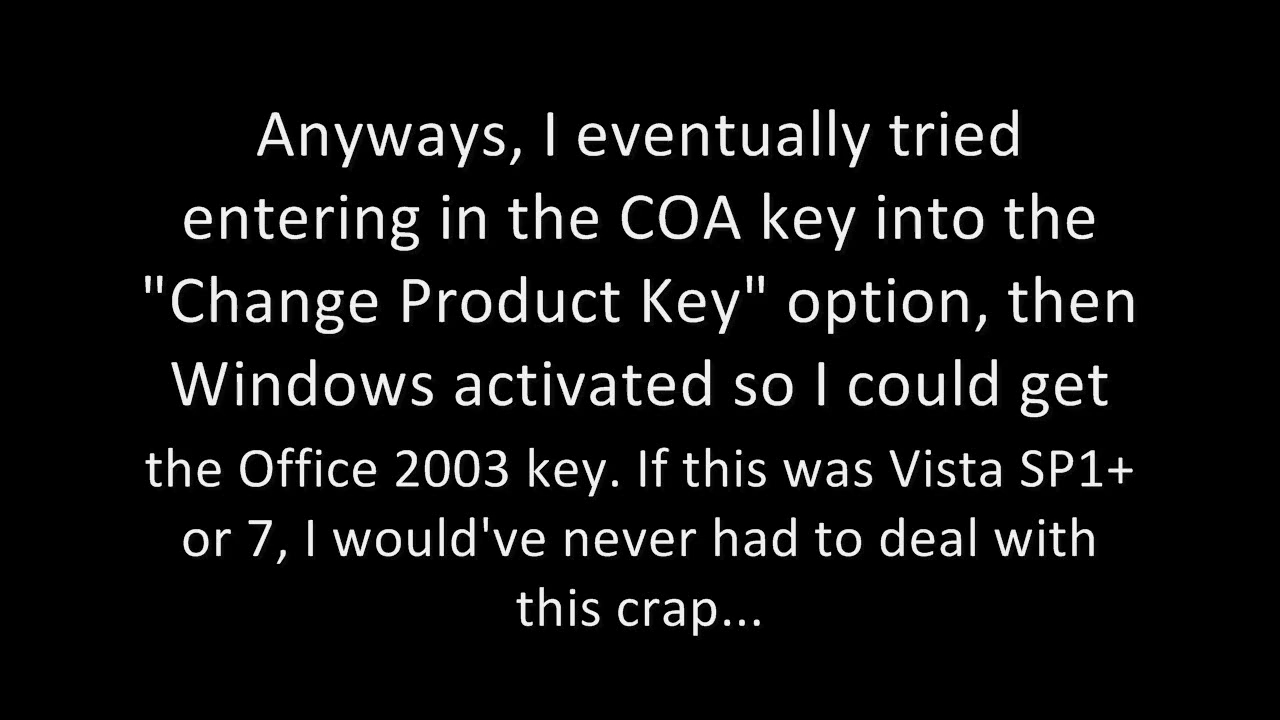 Anyways, I eventually tried
entering in the COA key into the
"Change Product Key" option, then
Windows activated so I could get
the Office 2003 key. If this was Vista SP1+
or 7, I would've never had to deal with
this crap...